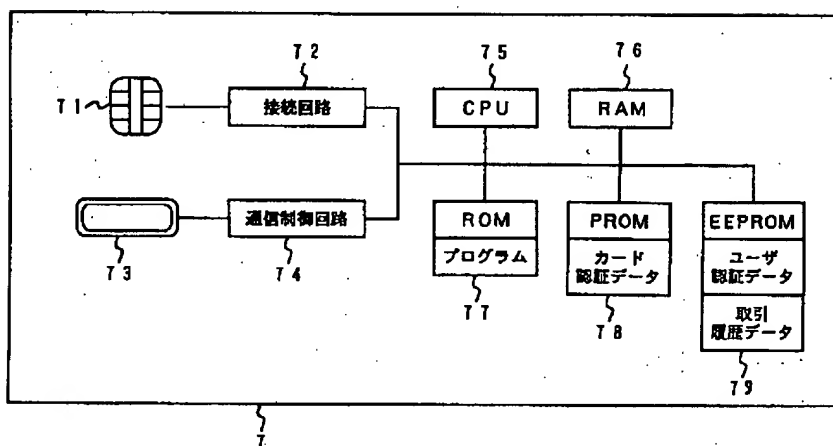 72
75
76
71
接続回路
CPU
RAM
73
通信制御回路
74
ROM
プログラム
77
PROM
カード
認証データ
78
EEPROM
ユーザ
認証データ
取引
履歴データ
79
7